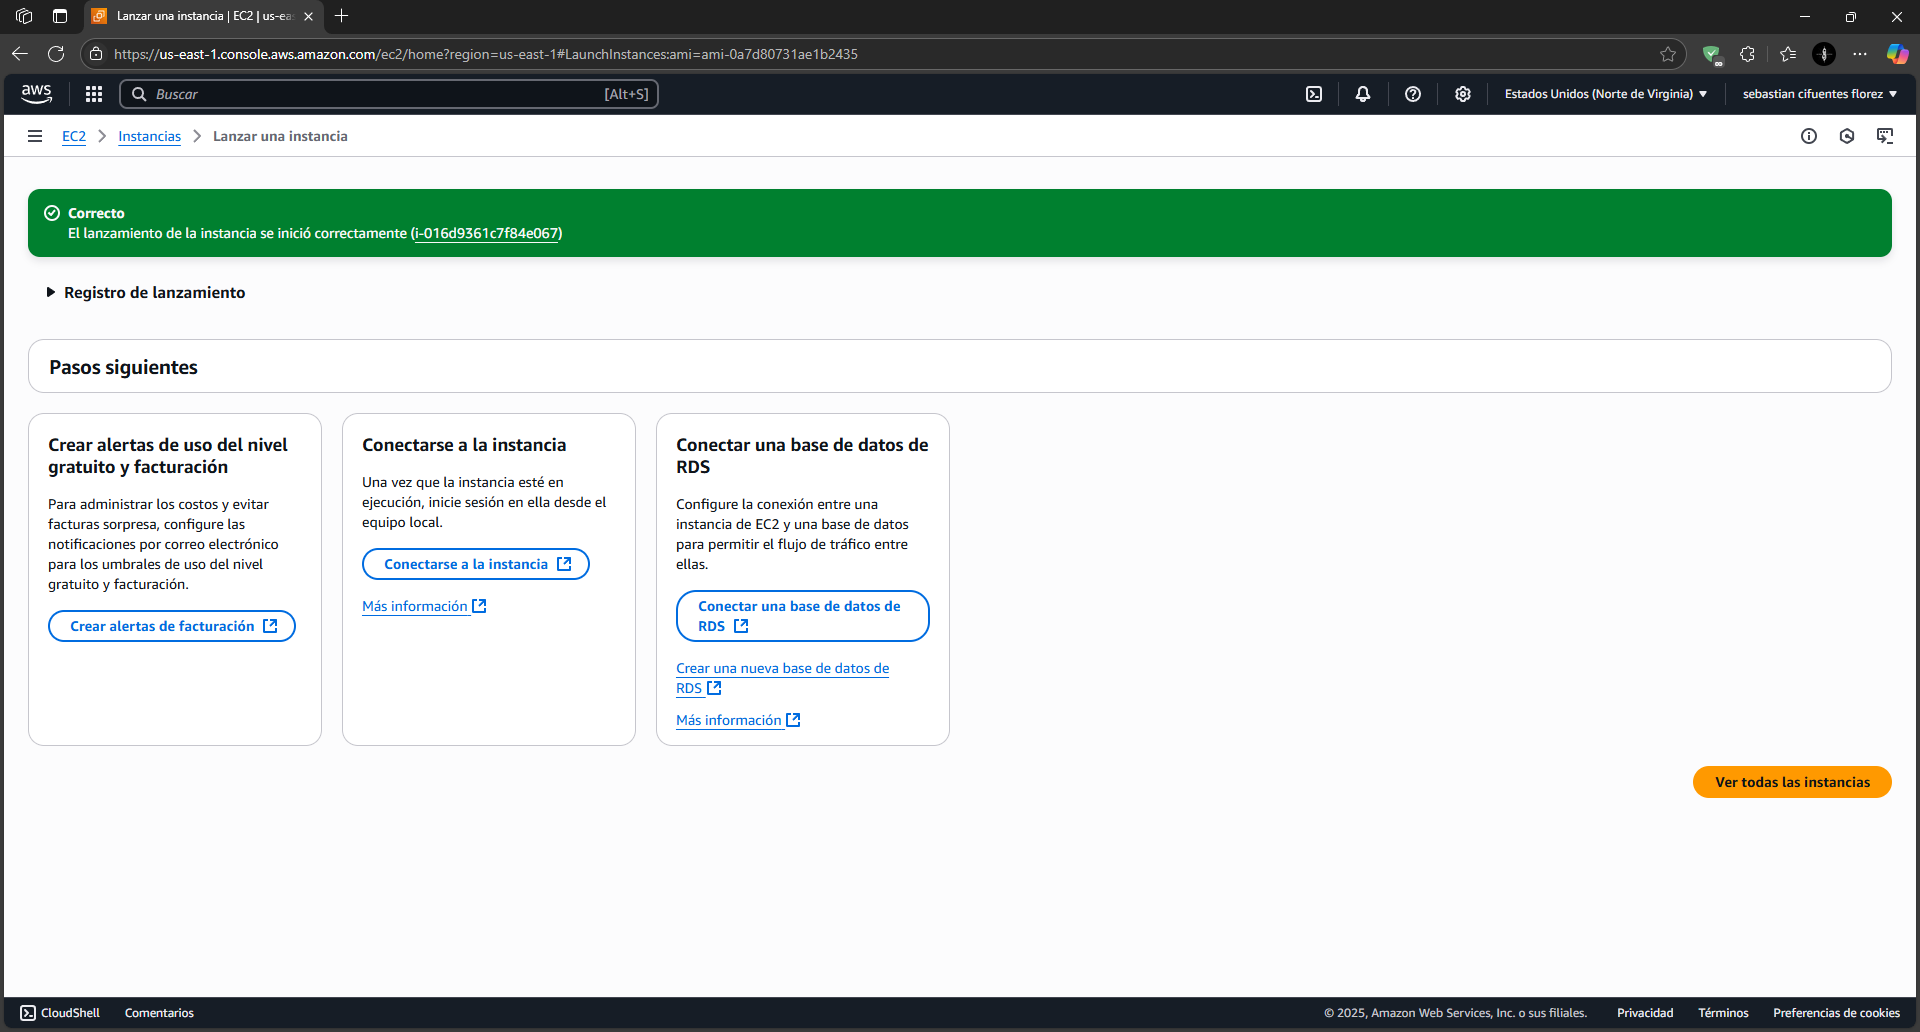 Lanzar una instancia | EC2 | us-eas
https://us-east-1.console.aws.amazon.com/ec2/home?region=us-east-1#LaunchInstances:ami=ami-0a7d80731ae1b2435
aws
Buscar
[Alt+S]
Estados Unidos (Norte de Virginia)
sebastian cifuentes florez
EC2
Instancias
Lanzar una instancia
Correcto
El lanzamiento de la instancia se inició correctamente (i-016d9361c7f84e067)
Registro de lanzamiento
Pasos siguientes
Crear alertas de uso del nivel
gratuito y facturación
Para administrar los costos y evitar
facturas sorpresa, configure las
notificaciones por correo electrónico
para los umbrales de uso del nivel
gratuito y facturación.
Crear alertas de facturación
Conectarse a la instancia
Una vez que la instancia esté en
ejecución, inicie sesión en ella desde el
equipo local.
Conectarse a la instancia
Más información
Conectar una base de datos de
RDS
Configure la conexión entre una
instancia de EC2 y una base de datos
para permitir el flujo de tráfico entre
ellas.
Conectar una base de datos de
RDS
Crear una nueva base de datos de
RDS
Más información
Ver todas las instancias
CloudShell
Comentarios
© 2025, Amazon Web Services, Inc. o sus filiales.
Privacidad
Términos
Preferencias de cookies